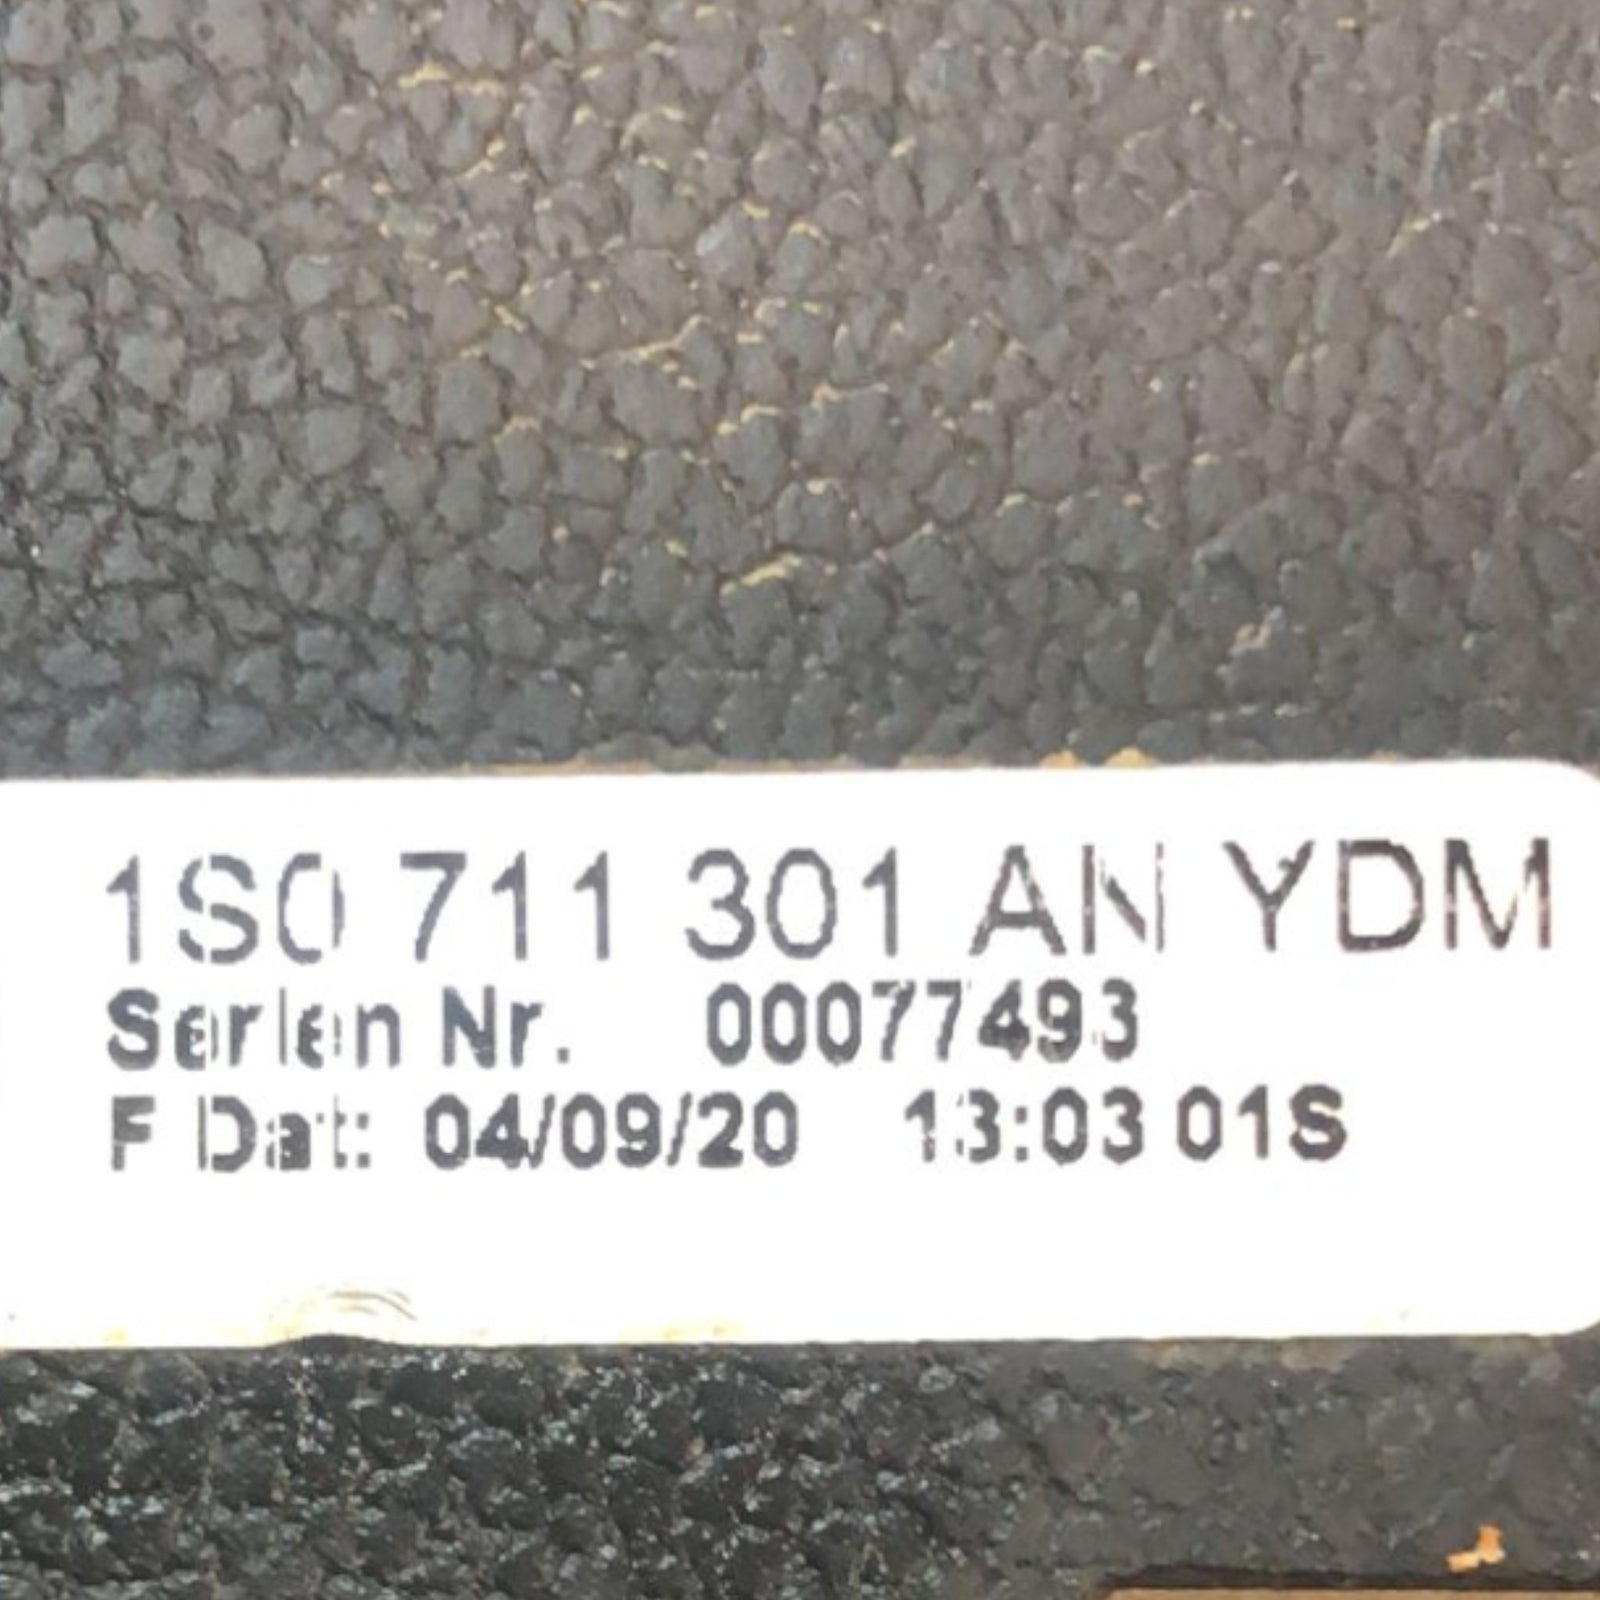 1S0 711 301 AN YDM
Serien Nr. 00077493
F Dat: 04/09/20 13:03 01S